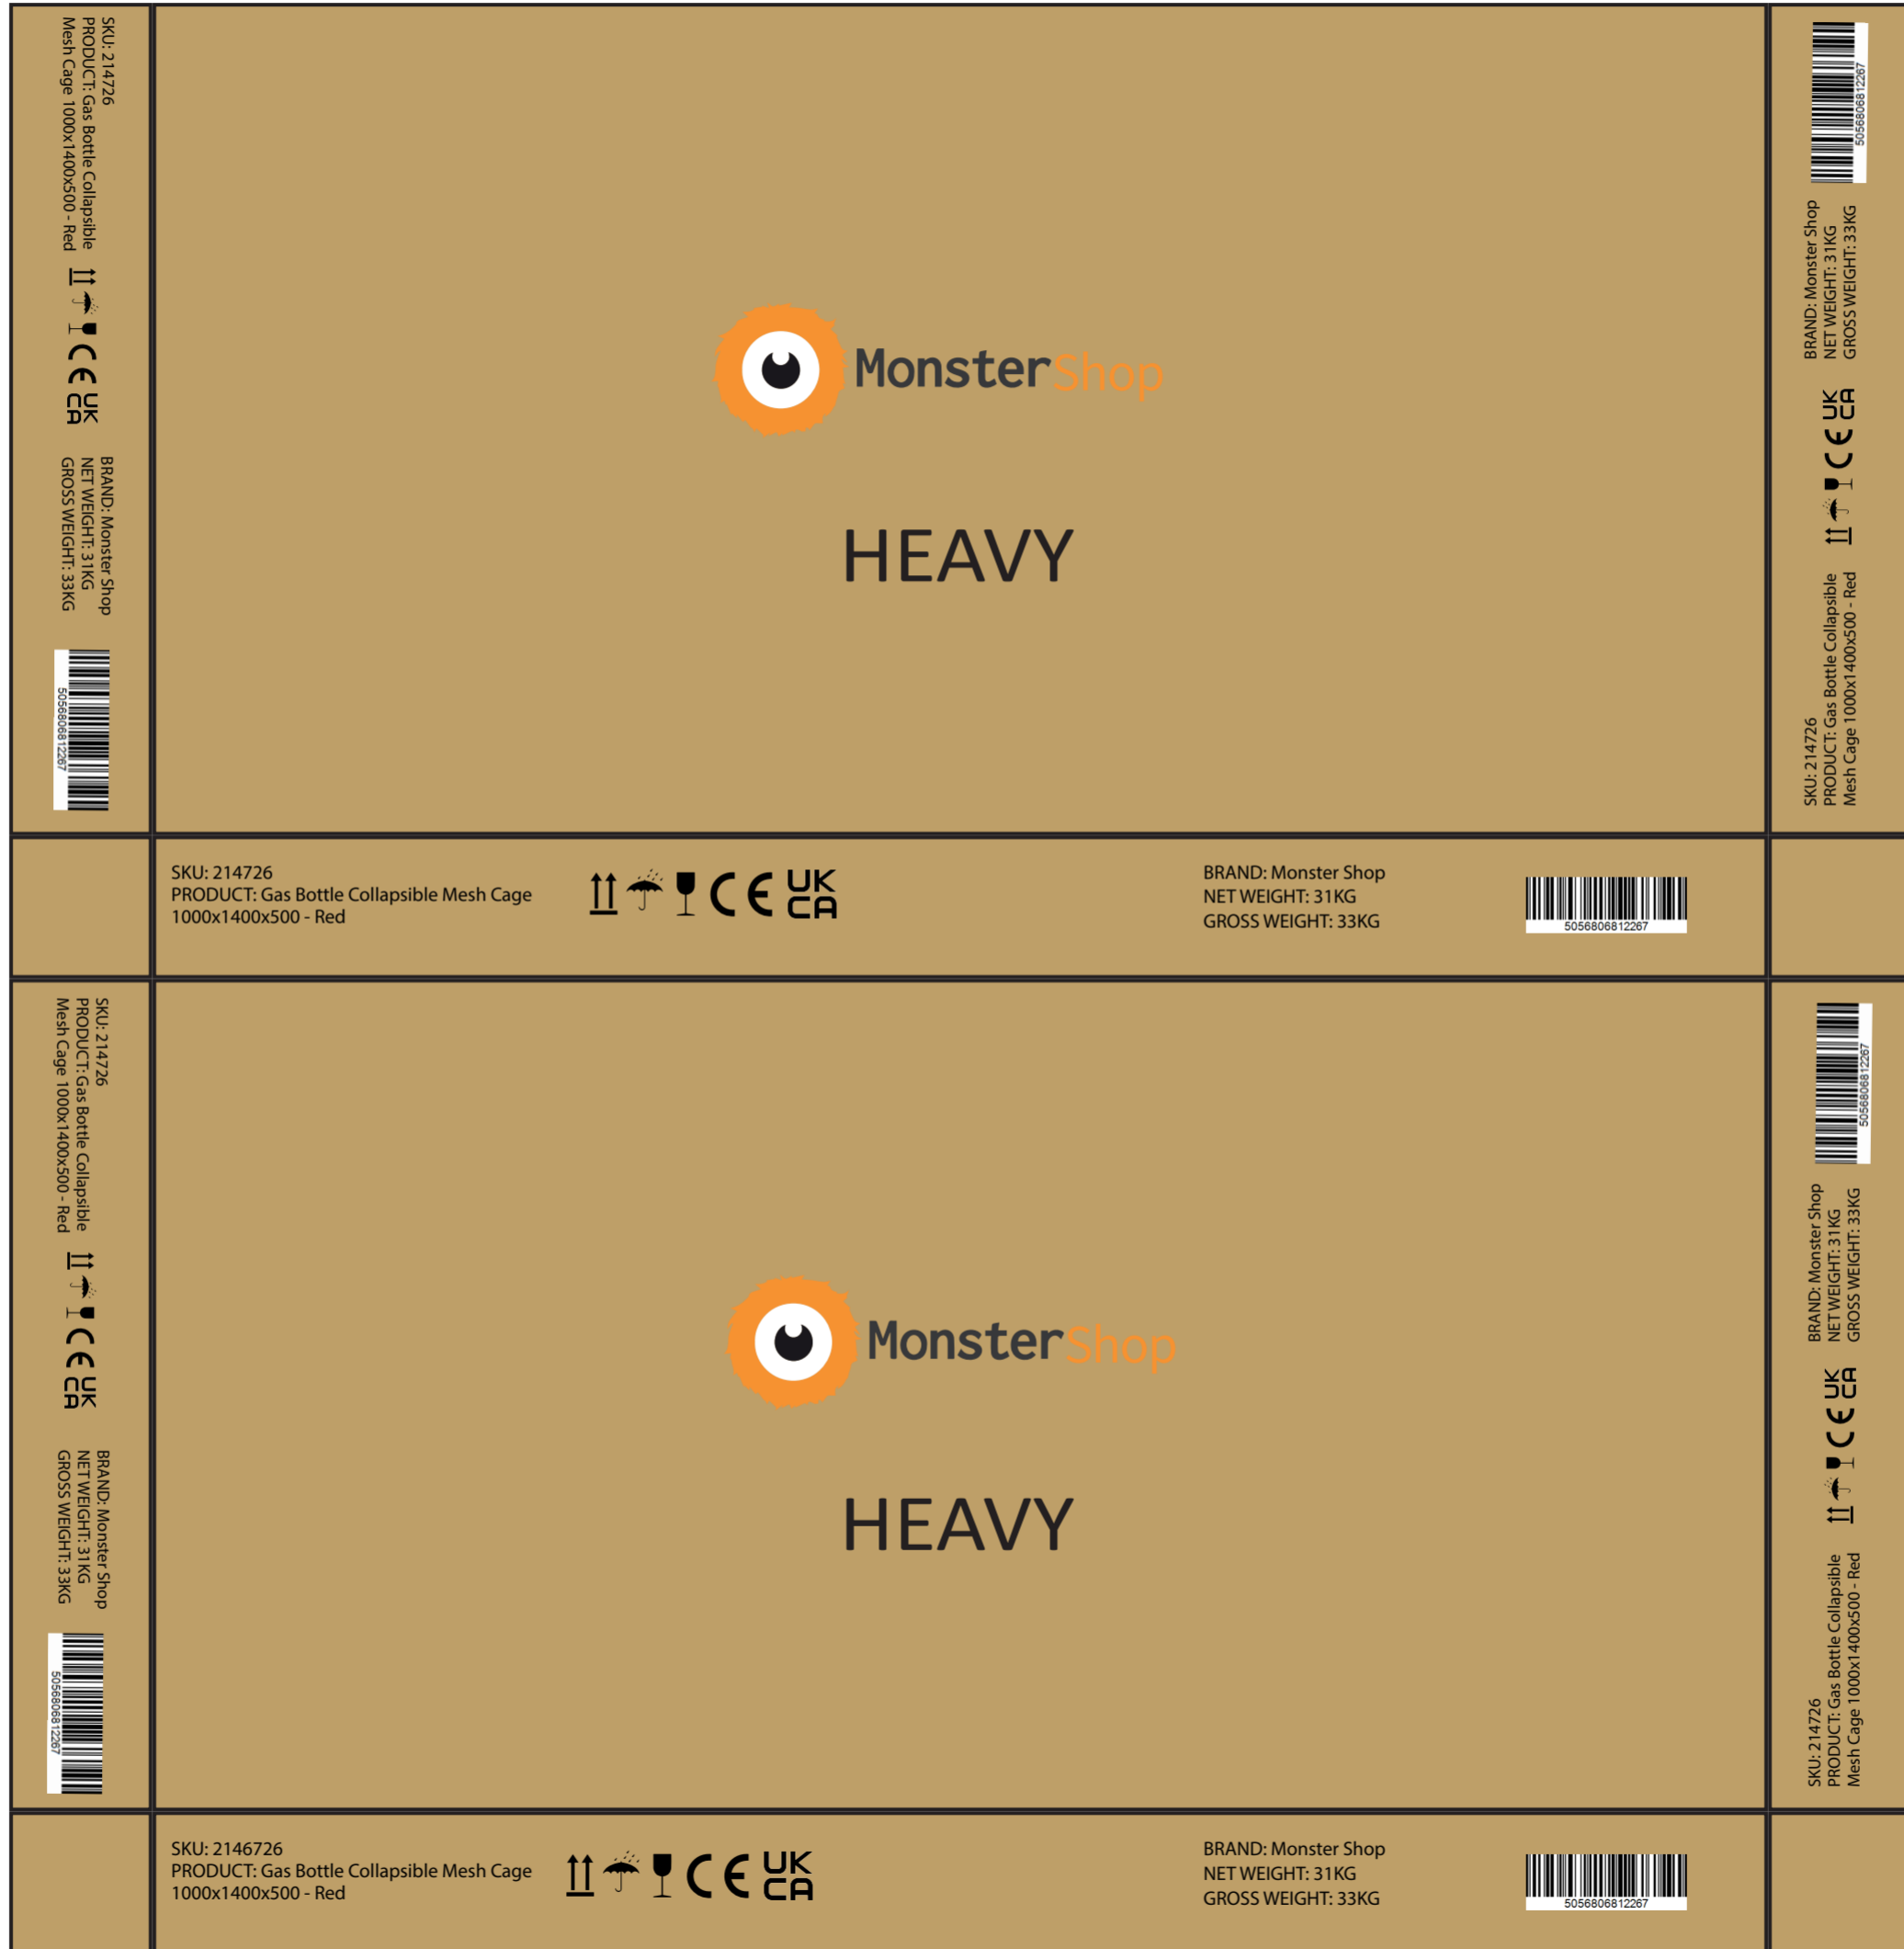 SKU: 214726
PRODUCT: Gas Bottle Collapsible
Mesh Cage 1000x1400x500 - Red
UK
CA
BRAND: Monster Shop
NET WEIGHT: 31KG
GROSS WEIGHT: 33KG
5056806812267
MonsterShop
HEAVY
5056806812267
BRAND: Monster Shop
NET WEIGHT: 31KG
GROSS WEIGHT: 33KG
UK
CA
SKU: 214726
PRODUCT: Gas Bottle Collapsible
Mesh Cage 1000x1400x500 - Red
SKU: 214726
PRODUCT: Gas Bottle Collapsible Mesh Cage
1000x1400x500 - Red
CE UK
CA
BRAND: Monster Shop
NET WEIGHT: 31KG
GROSS WEIGHT: 33KG
5056806812267
SKU: 214726
PRODUCT: Gas Bottle Collapsible
Mesh Cage 1000x1400x500 - Red
CE UK
CA
BRAND: Monster Shop
NET WEIGHT: 31KG
GROSS WEIGHT: 33KG
5056806812267
MonsterShop
HEAVY
5056806812267
BRAND: Monster Shop
NET WEIGHT: 31KG
GROSS WEIGHT: 33KG
CE UK
CA
SKU: 214726
PRODUCT: Gas Bottle Collapsible
Mesh Cage 1000x1400x500 - Red
SKU: 2146726
PRODUCT: Gas Bottle Collapsible Mesh Cage
1000x1400x500 - Red
CE UK
CA
BRAND: Monster Shop
NET WEIGHT: 31KG
GROSS WEIGHT: 33KG
5056806812267